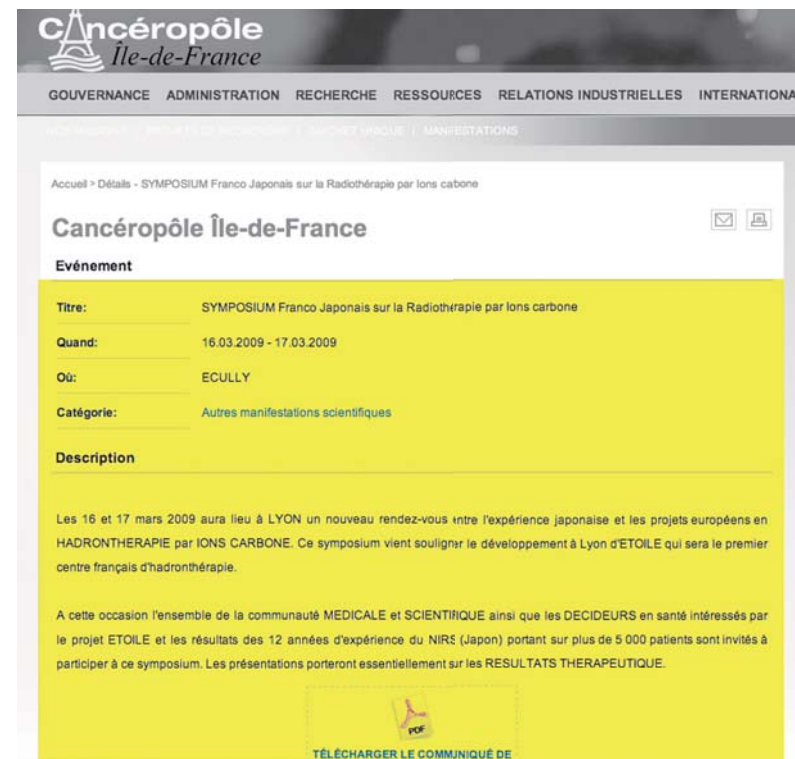 Cancéropôle
Île-de-France
GOUVERNANCE ADMINISTRATION RECHERCHE RESSOURCES RELATIONS INDUSTRIELLES INTERNATIONA
UNIQUE | MANIFESTATIONS
Accueil > Détails - SYMPOSIUM Franco Japonais sur la Radiothérapie par Ions cabone
Cancéropôle Île-de-France
Evénement
Titre: SYMPOSIUM Franco Japonais sur la Radiothérapie par Ions carbone
Quand: 16.03.2009 - 17.03.2009
Où: ECULLY
Catégorie: Autres manifestations scientifiques
Description
Les 16 et 17 mars 2009 aura lieu à LYON un nouveau rendez-vous entre l'expérience japonaise et les projets européens en
HADRONTHERAPIE par IONS CARBONE. Ce symposium vient souligner le développement à Lyon d'ETOILE qui sera le premier
centre français d'hadronthérapie.
A cette occasion l'ensemble de la communauté MEDICALE et SCIENTIFIQUE ainsi que les DECIDEURS en santé intéressés par
le projet ETOILE et les résultats des 12 années d'expérience du NIRS (Japon) portant sur plus de 5 000 patients sont invités à
participer à ce symposium. Les présentations porteront essentiellement sur les RESULTATS THERAPEUTIQUE.
PDF
TÉLÉCHARGER LE COMMUNIQUÉ DE